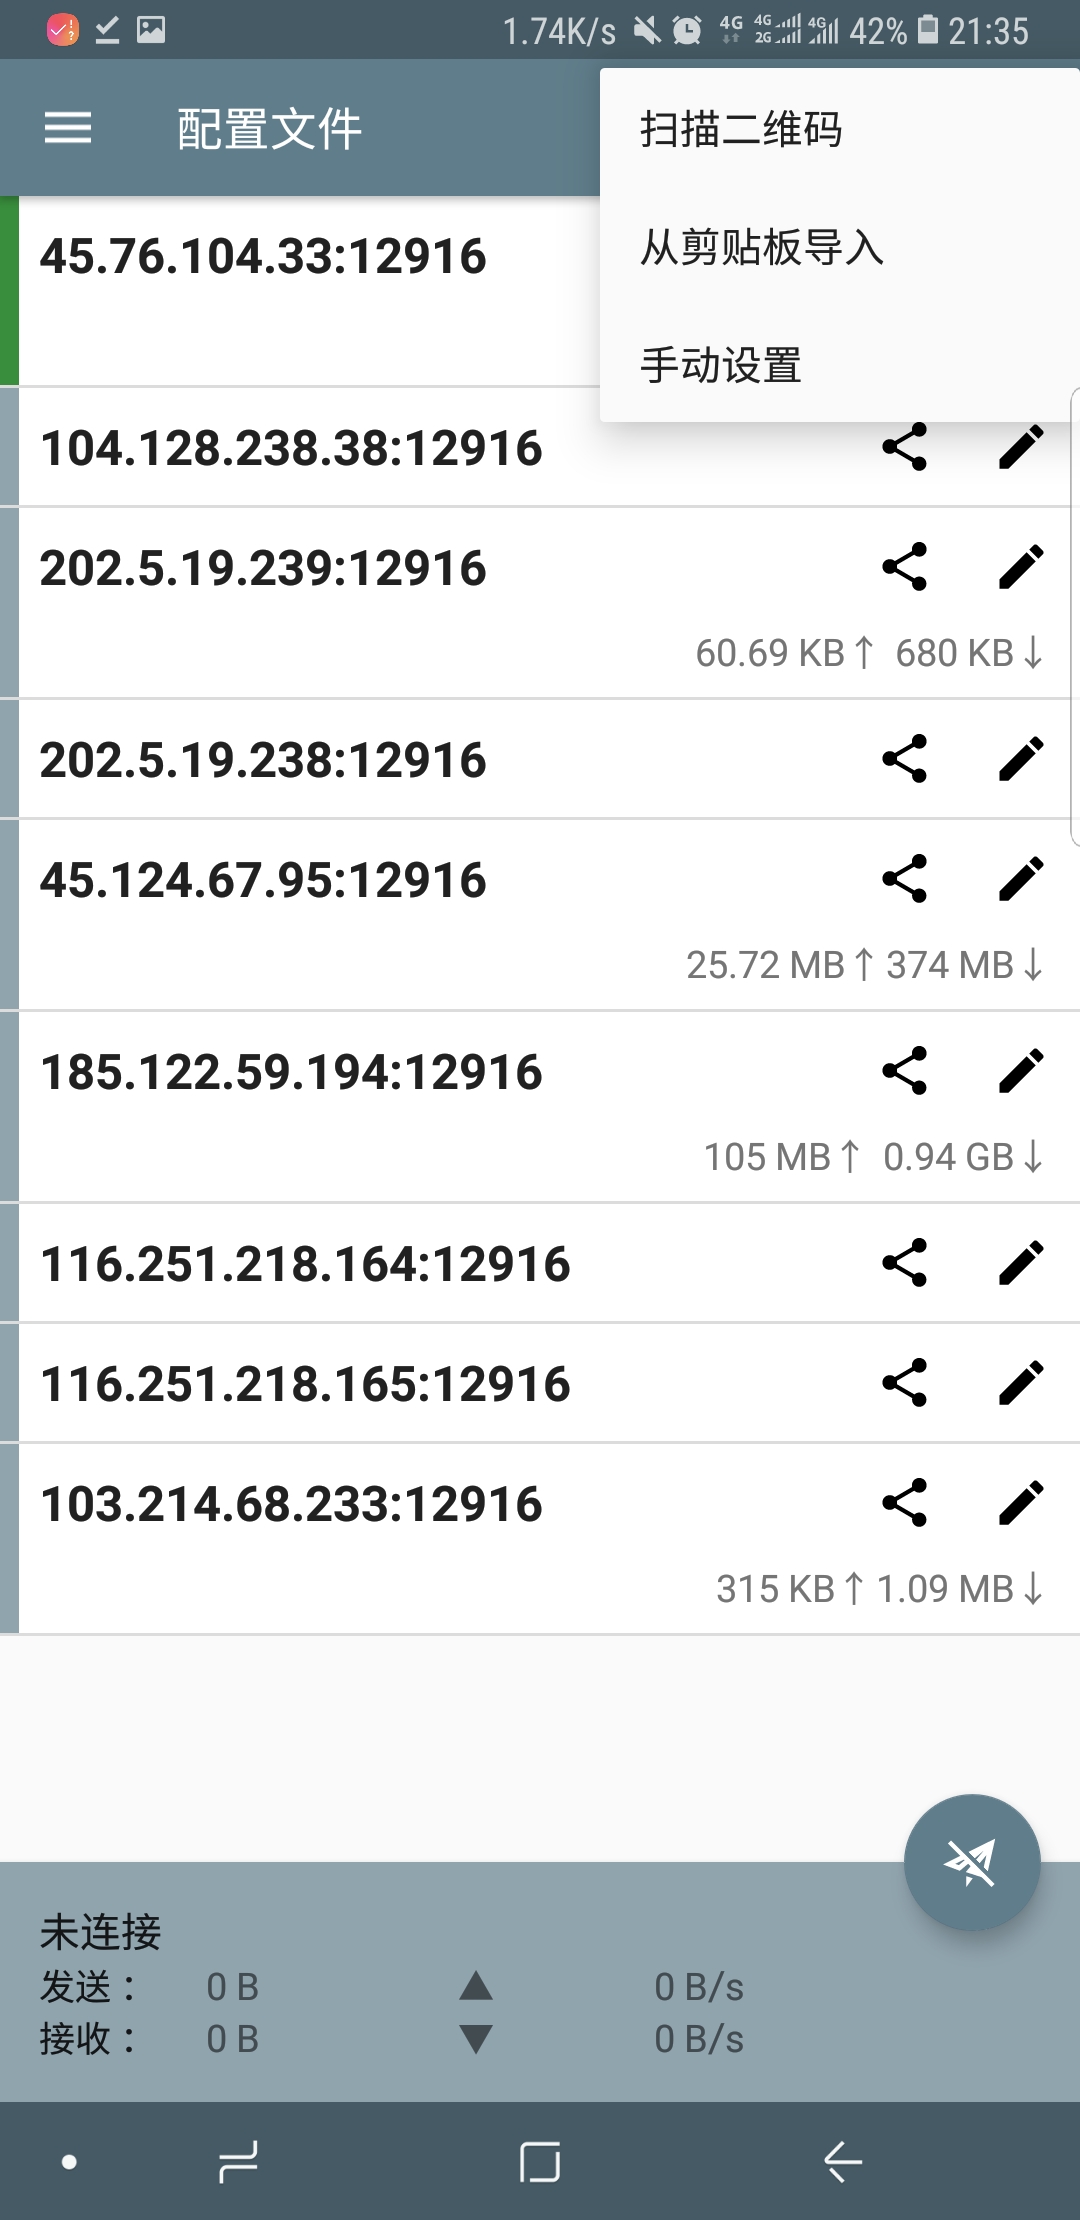 1.74K/s 4G 4G 2G 4G 42% 21:35
配置文件
扫描二维码
从剪贴板导入
手动设置
45.76.104.33:12916
104.128.238.38:12916
202.5.19.239:12916
60.69 KB↑ 680 KB↓
202.5.19.238:12916
45.124.67.95:12916
25.72 MB↑ 374 MB↓
185.122.59.194:12916
105 MB↑ 0.94 GB↓
116.251.218.164:12916
116.251.218.165:12916
103.214.68.233:12916
315 KB↑ 1.09 MB↓
未连接
发送： 0 B ▲ 0 B/s
接收： 0 B ▼ 0 B/s